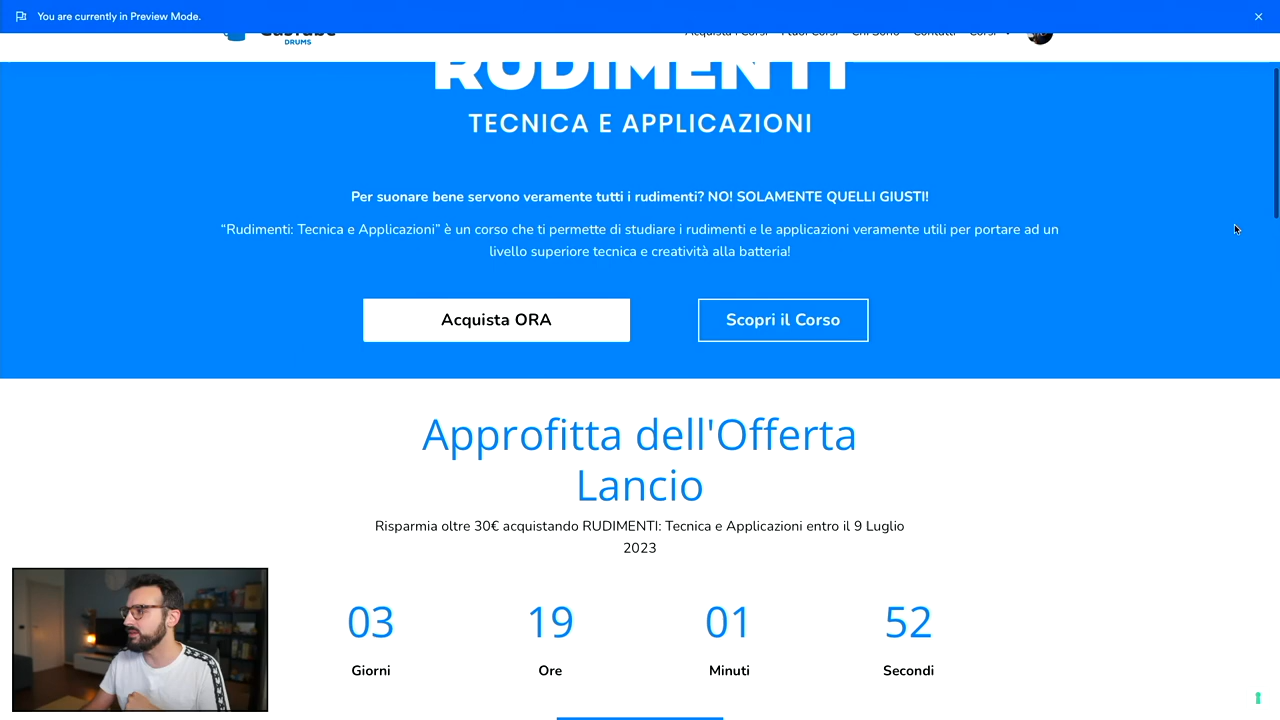 You are currently in Preview Mode.
DRUMS
RUDIMENTI
TECNICA E APPLICAZIONI
Per suonare bene servono veramente tutti i rudimenti? NO! SOLAMENTE QUELLI GIUSTI!
“Rudimenti: Tecnica e Applicazioni” è un corso che ti permette di studiare i rudimenti e le applicazioni veramente utili per portare ad un
livello superiore tecnica e creatività alla batteria!
Acquista ORA
Scopri il Corso
Approfitta dell'Offerta
Lancio
Risparmia oltre 30€ acquistando RUDIMENTI: Tecnica e Applicazioni entro il 9 Luglio
2023
03 19 01 52
Giorni Ore Minuti Secondi